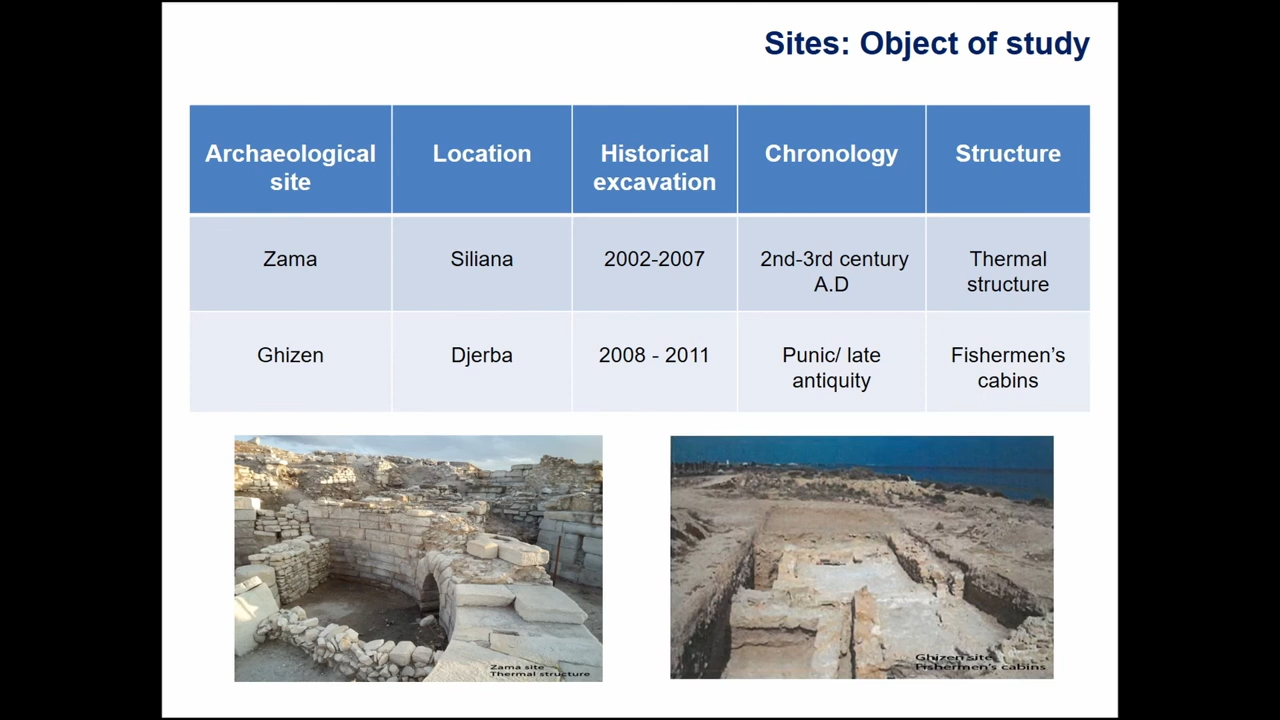 Sites: Object of study
Archaeological site
Location
Historical excavation
Chronology
Structure
Zama
Siliana
2002-2007
2nd-3rd century A.D
Thermal structure
Ghizen
Djerba
2008 - 2011
Punic/ late antiquity
Fishermen’s cabins
Zama site
Thermal structure
Ghizen site
Fishermen's cabins